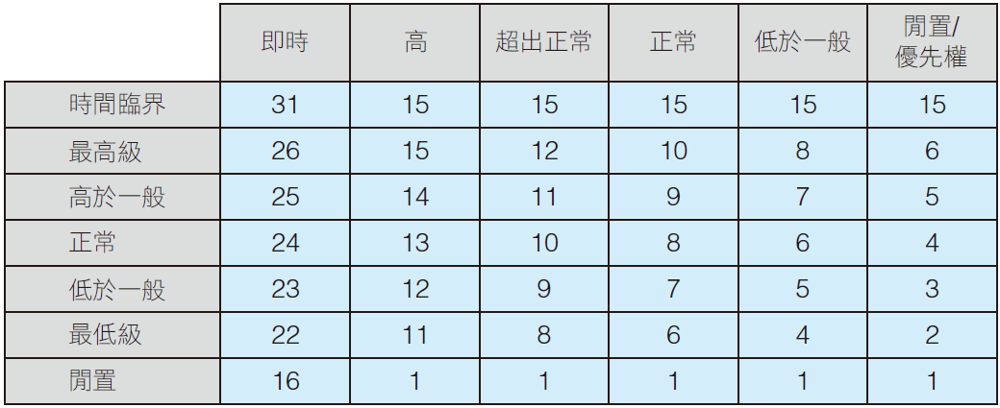 即時 高 超出正常 正常 低於一般 閒置/
優先權
時間臨界 31 15 15 15 15 15
最高級 26 15 12 10 8 6
高於一般 25 14 11 9 7 5
正常 24 13 10 8 6 4
低於一般 23 12 9 7 5 3
最低級 22 11 8 6 4 2
閒置 16 1 1 1 1 1